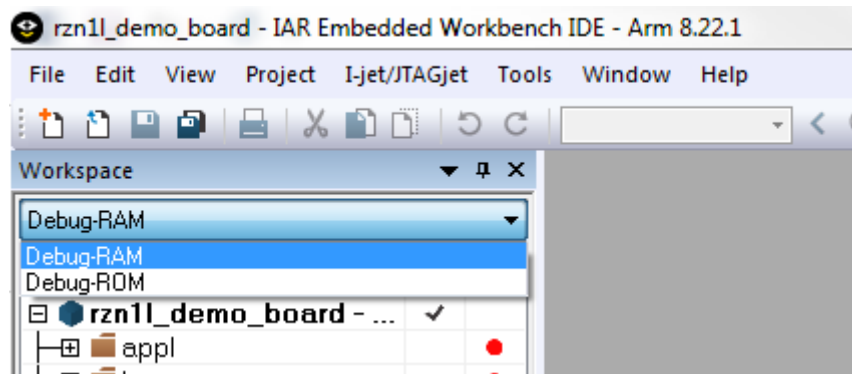 rzn1l_demo_board - IAR Embedded Workbench IDE - Arm 8.22.1
File Edit View Project I-jet/JTAGjet Tools Window Help
Workspace
Debug-RAM
Debug-RAM
Debug-ROM
rzn1l_demo_board - ...
appl